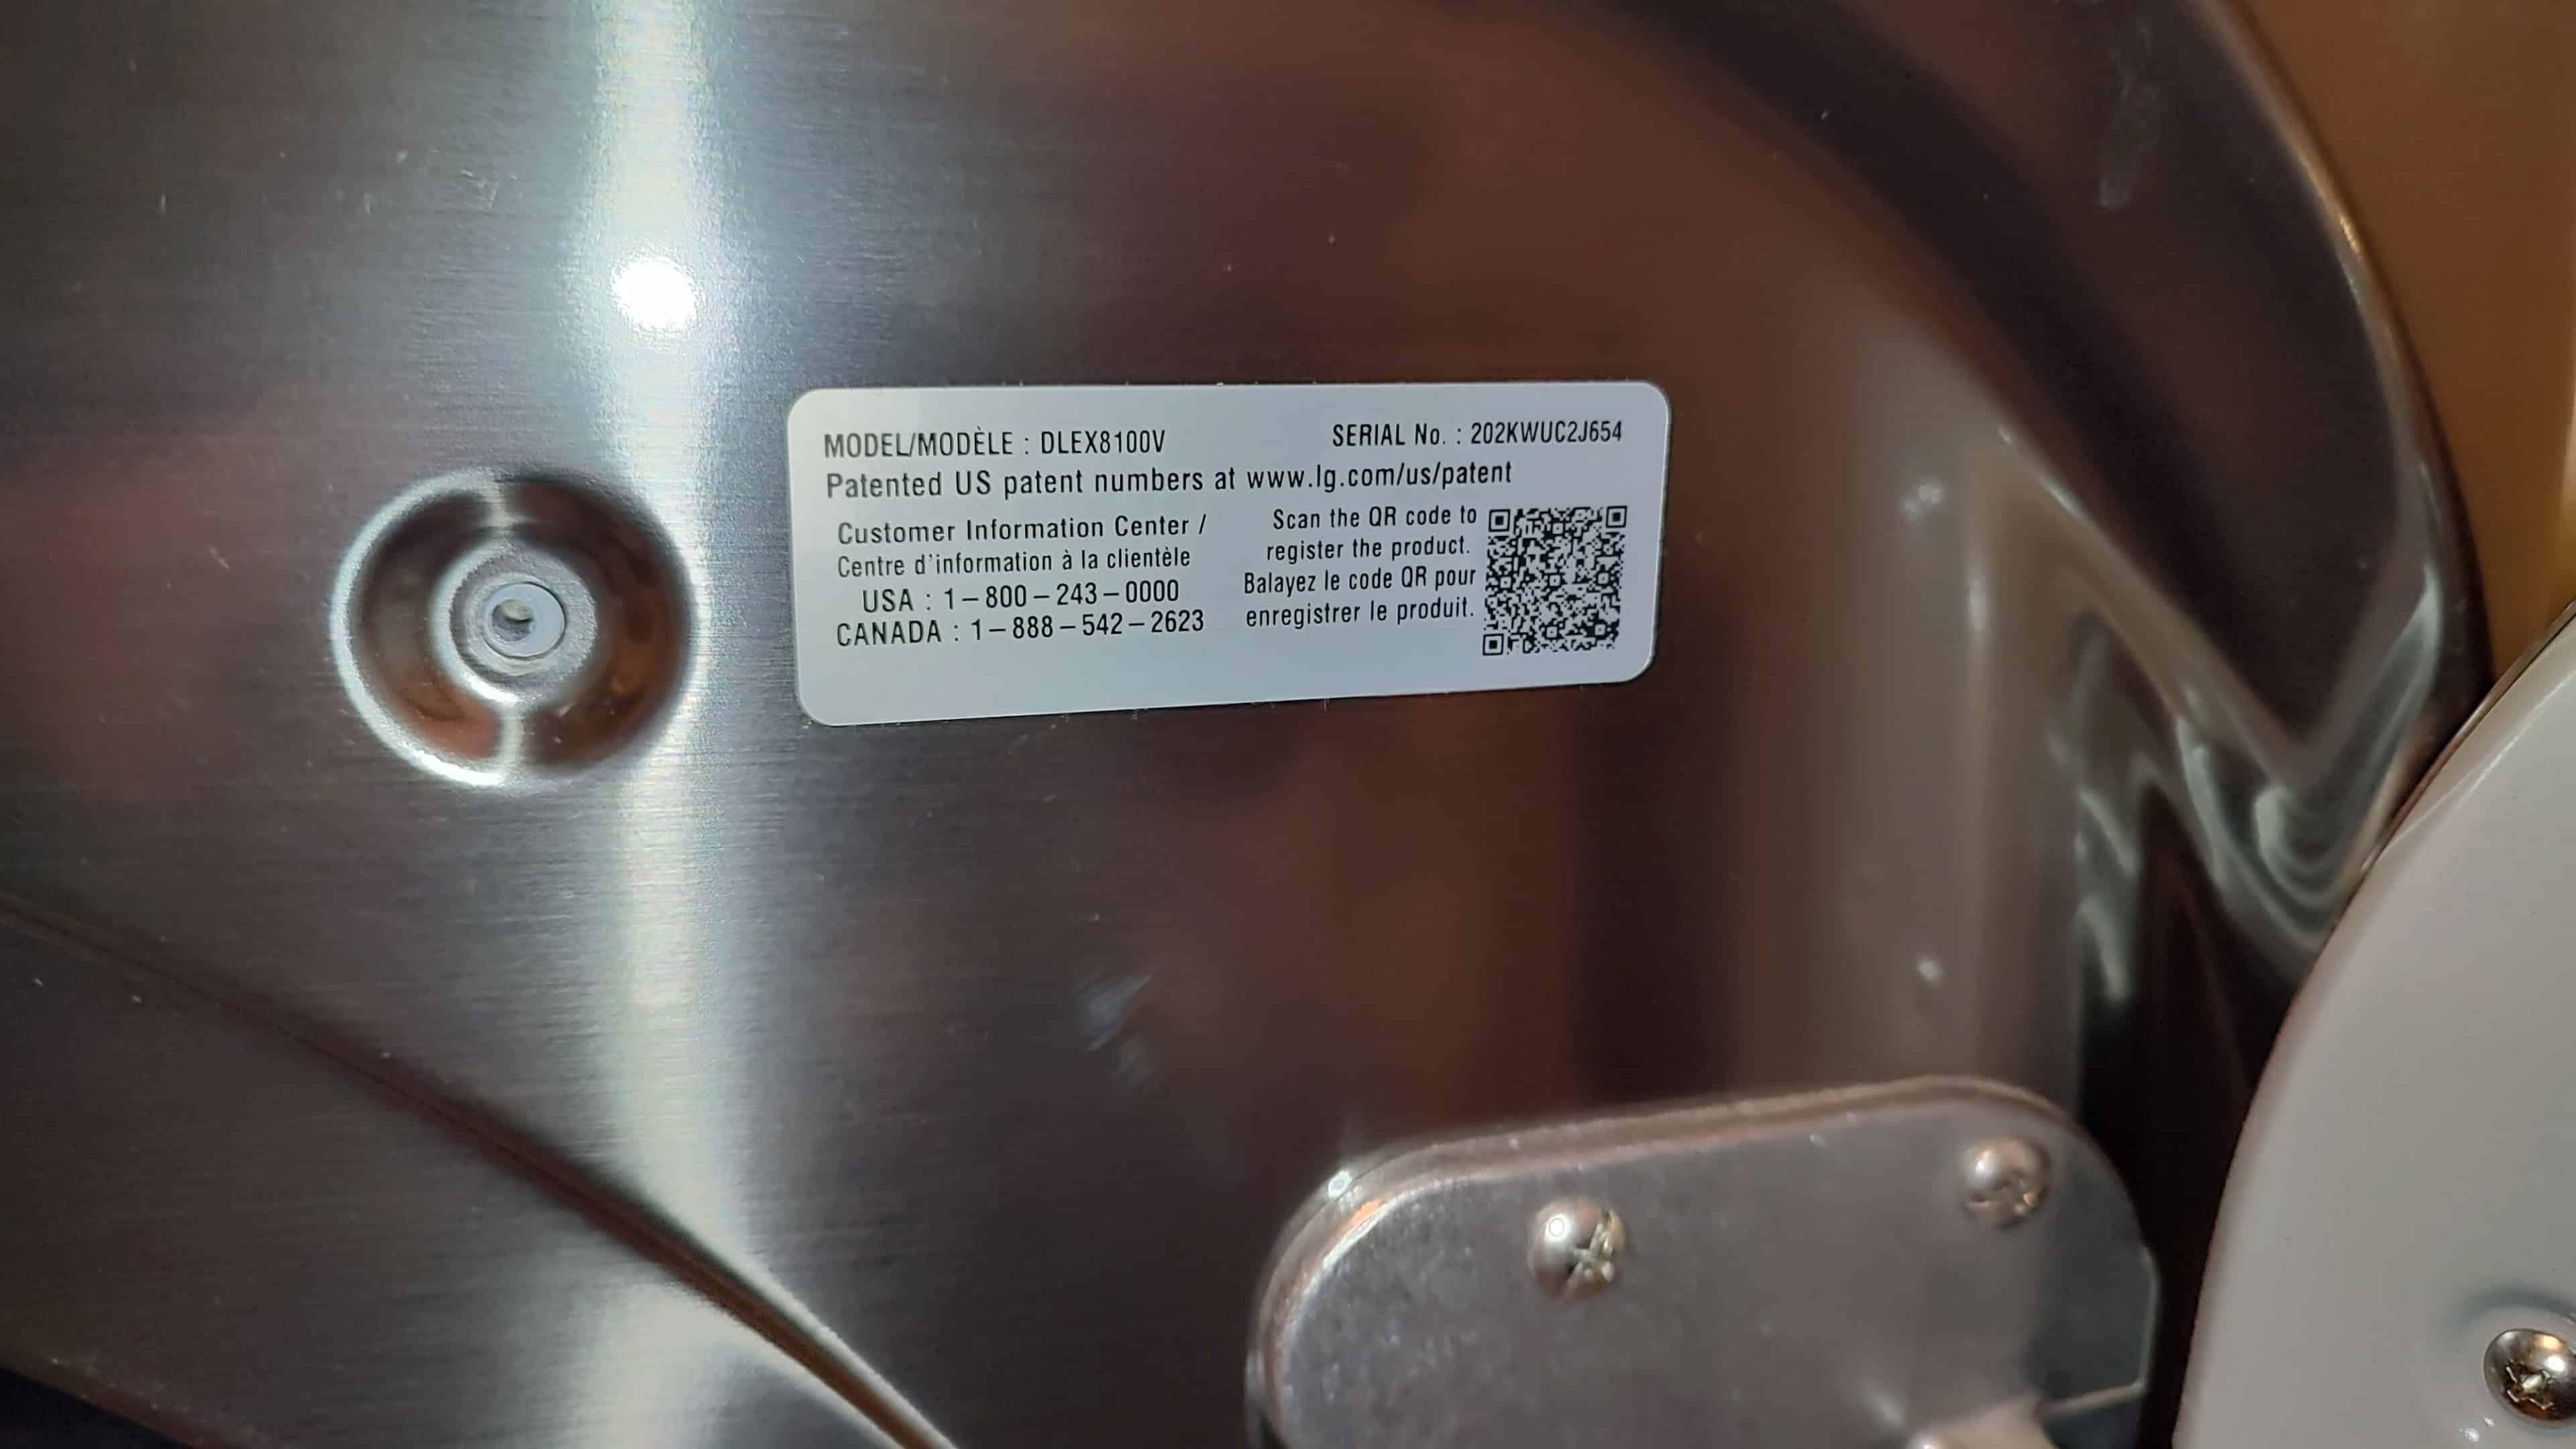 MODEL/MODÈLE : DLEX8100V SERIAL No. : 202KWUC2J654
Patented US patent numbers at www.lg.com/us/patent
Customer Information Center /
Centre d'information à la clientèle
USA : 1–800–243–0000
CANADA : 1–888–542–2623
Scan the QR code to
register the product.
Balayez le code QR pour
enregistrer le produit.